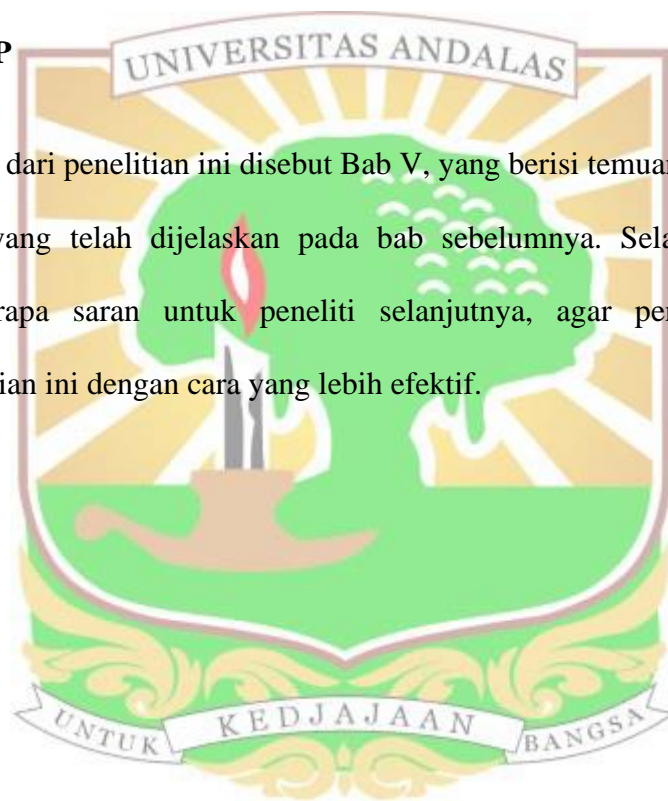 UNIVERSITAS ANDALAS
P
dari penelitian ini disebut Bab V, yang berisi temuan
yang telah dijelaskan pada bab sebelumnya. Sela
rapa saran untuk peneliti selanjutnya, agar per
ian ini dengan cara yang lebih efektif.
UNTUK KEDJAJAAN BANGSA